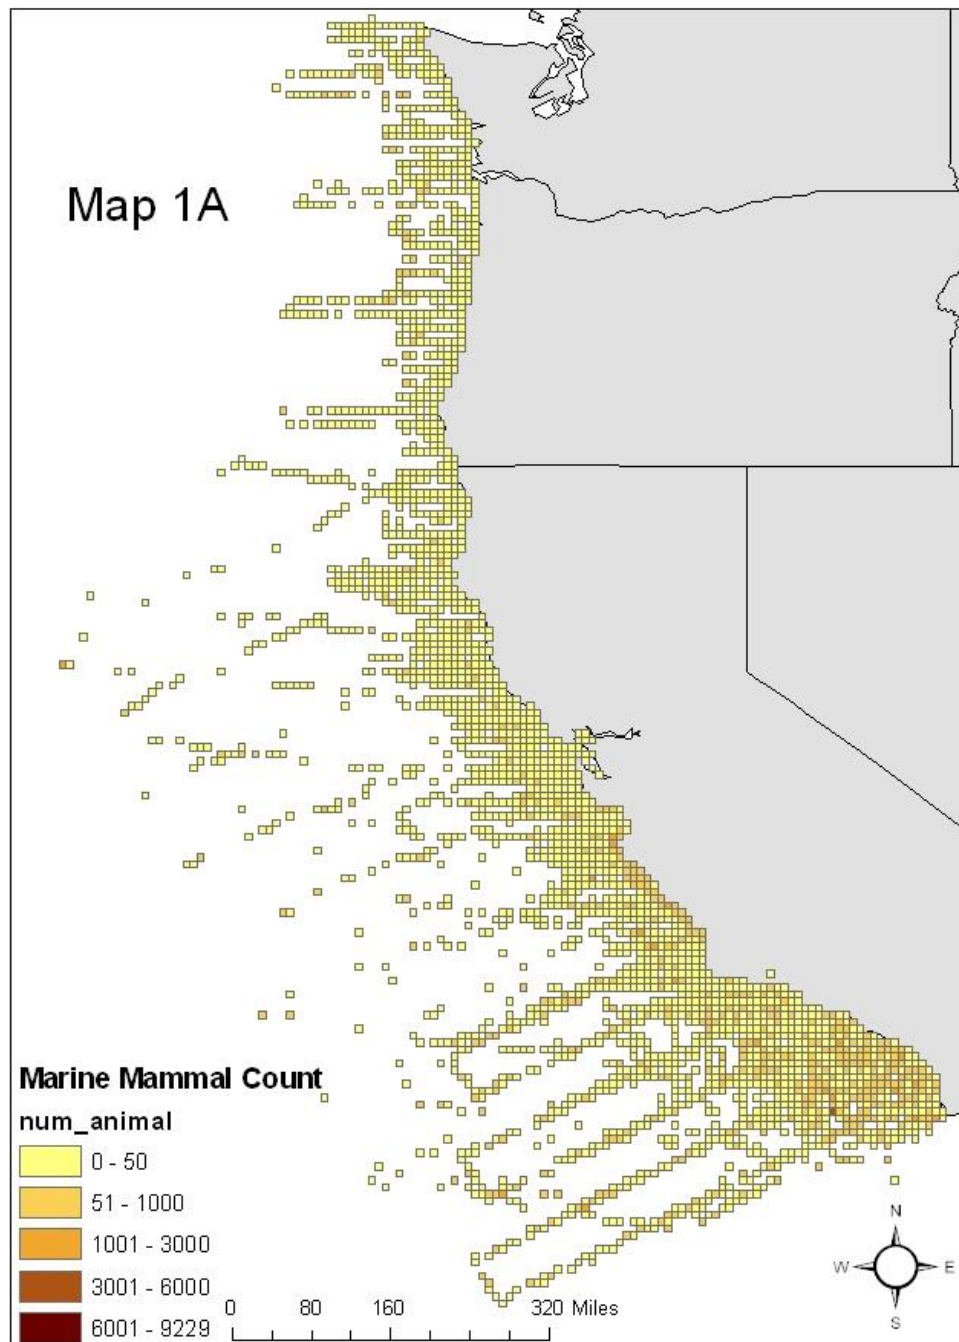 Map 1A
Marine Mammal Count
num_animal
0 - 50
51 - 1000
1001 - 3000
3001 - 6000
6001 - 9229
0 80 160 320 Miles
N
W E
S